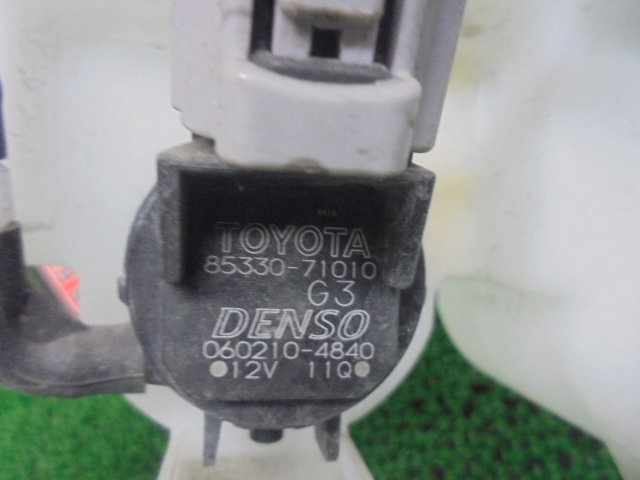 TOYOTA
85330-71010
G3
DENSO
060210-4840
12V 11Q